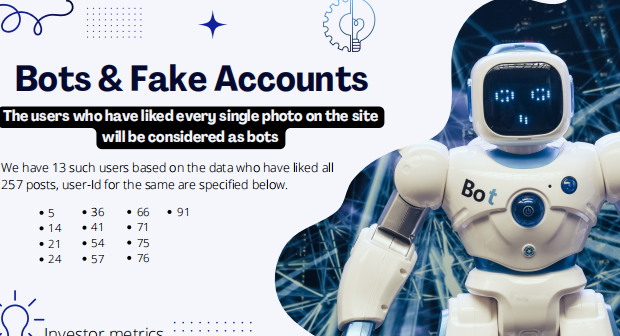 Bots & Fake Accounts
The users who have liked every single photo on the site
will be considered as bots
We have 13 such users based on the data who have liked all
257 posts, user-Id for the same are specified below.
• 5 • 36 • 66 • 91
• 14 • 41 • 71
• 21 • 54 • 75
• 24 • 57 • 76
Bot
Investor metrics